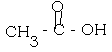 O
CH₃ - C - OH